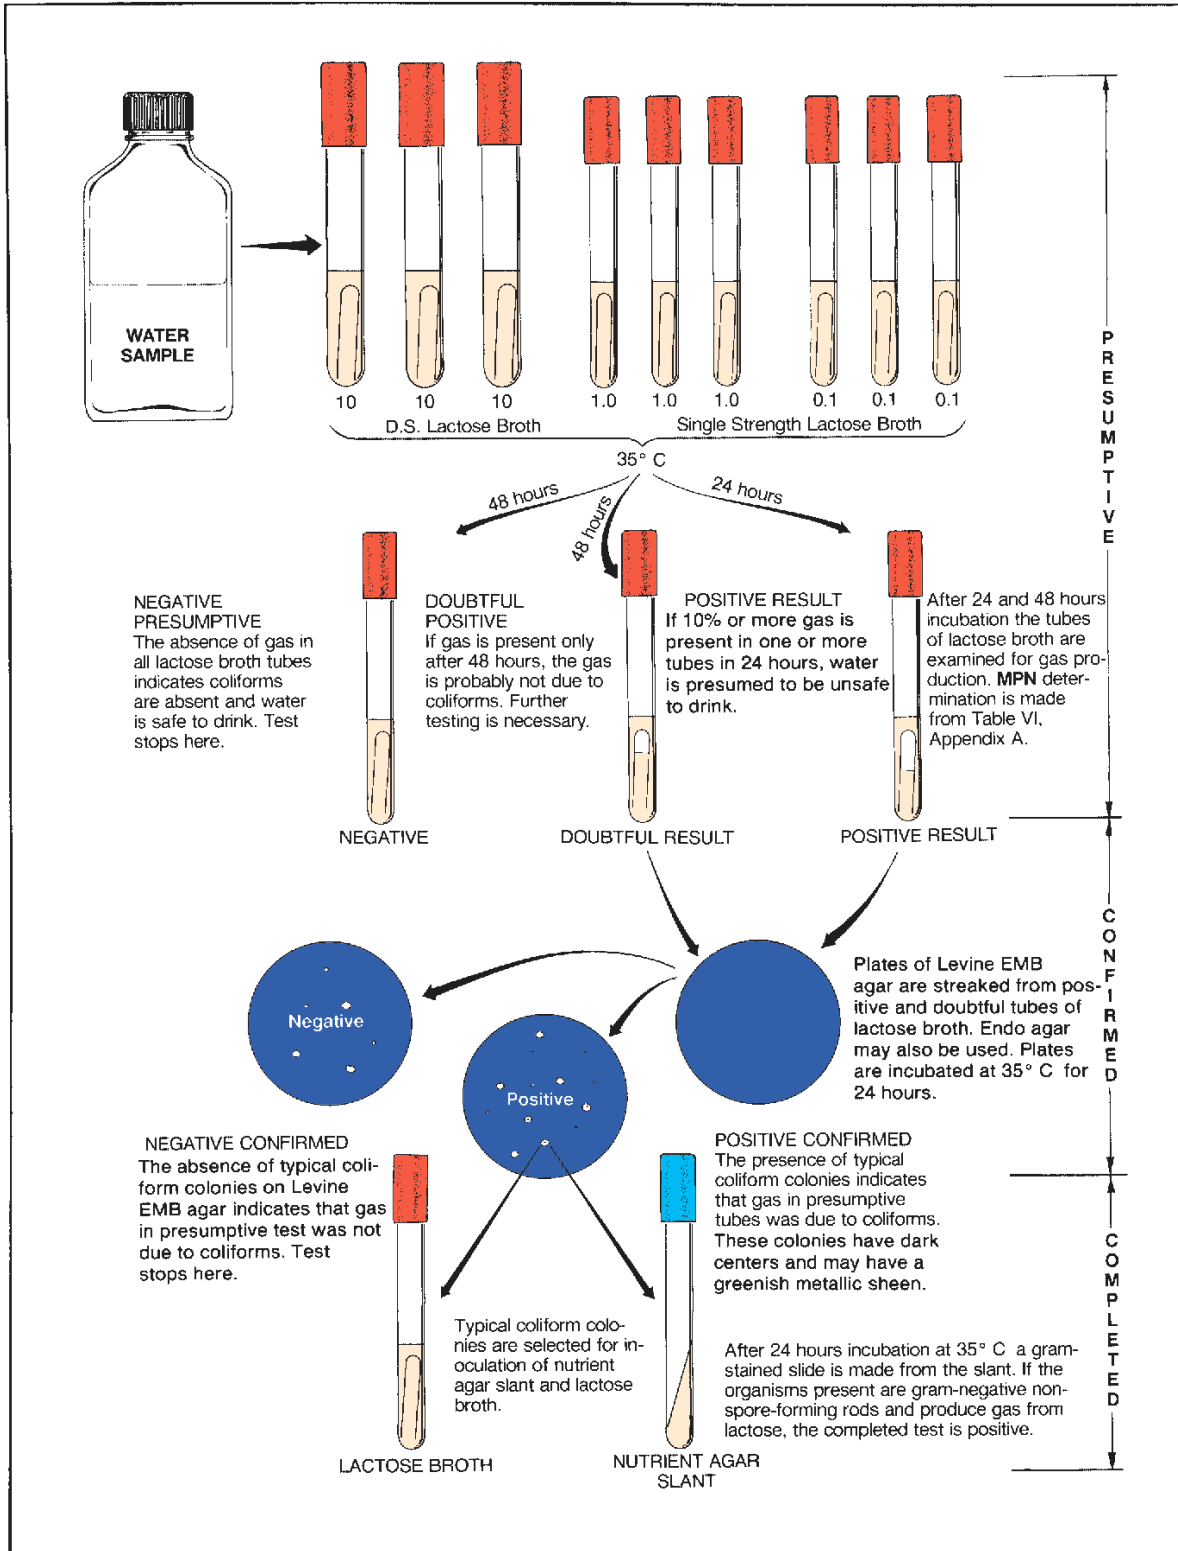 WATER
SAMPLE
10
10
10
1.0
1.0
1.0
0.1
0.1
0.1
D.S. Lactose Broth
Single Strength Lactose Broth
35° C
48 hours
48 hours
24 hours
PRESUMPTIVE
NEGATIVE
PRESUMPTIVE
The absence of gas in
all lactose broth tubes
indicates coliforms
are absent and water
is safe to drink. Test
stops here.
DOUBTFUL
POSITIVE
If gas is present only
after 48 hours, the gas
is probably not due to
coliforms. Further
testing is necessary.
POSITIVE RESULT
If 10% or more gas is
present in one or more
tubes in 24 hours, water
is presumed to be unsafe
to drink.
After 24 and 48 hours
incubation the tubes
of lactose broth are
examined for gas pro-
duction. MPN deter-
mination is made
from Table VI,
Appendix A.
NEGATIVE
DOUBTFUL RESULT
POSITIVE RESULT
CONFIRMED
Negative
Positive
Plates of Levine EMB
agar are streaked from pos-
itive and doubtful tubes of
lactose broth. Endo agar
may also be used. Plates
are incubated at 35° C for
24 hours.
NEGATIVE CONFIRMED
The absence of typical coli-
form colonies on Levine
EMB agar indicates that gas
in presumptive test was not
due to coliforms. Test
stops here.
POSITIVE CONFIRMED
The presence of typical
coliform colonies indicates
that gas in presumptive
tubes was due to coliforms.
These colonies have dark
centers and may have a
greenish metallic sheen.
COMPLETED
Typical coliform colo-
nies are selected for in-
oculation of nutrient
agar slant and lactose
broth.
After 24 hours incubation at 35° C a gram-
stained slide is made from the slant. If the
organisms present are gram-negative non-
spore-forming rods and produce gas from
lactose, the completed test is positive.
LACTOSE BROTH
NUTRIENT AGAR
SLANT